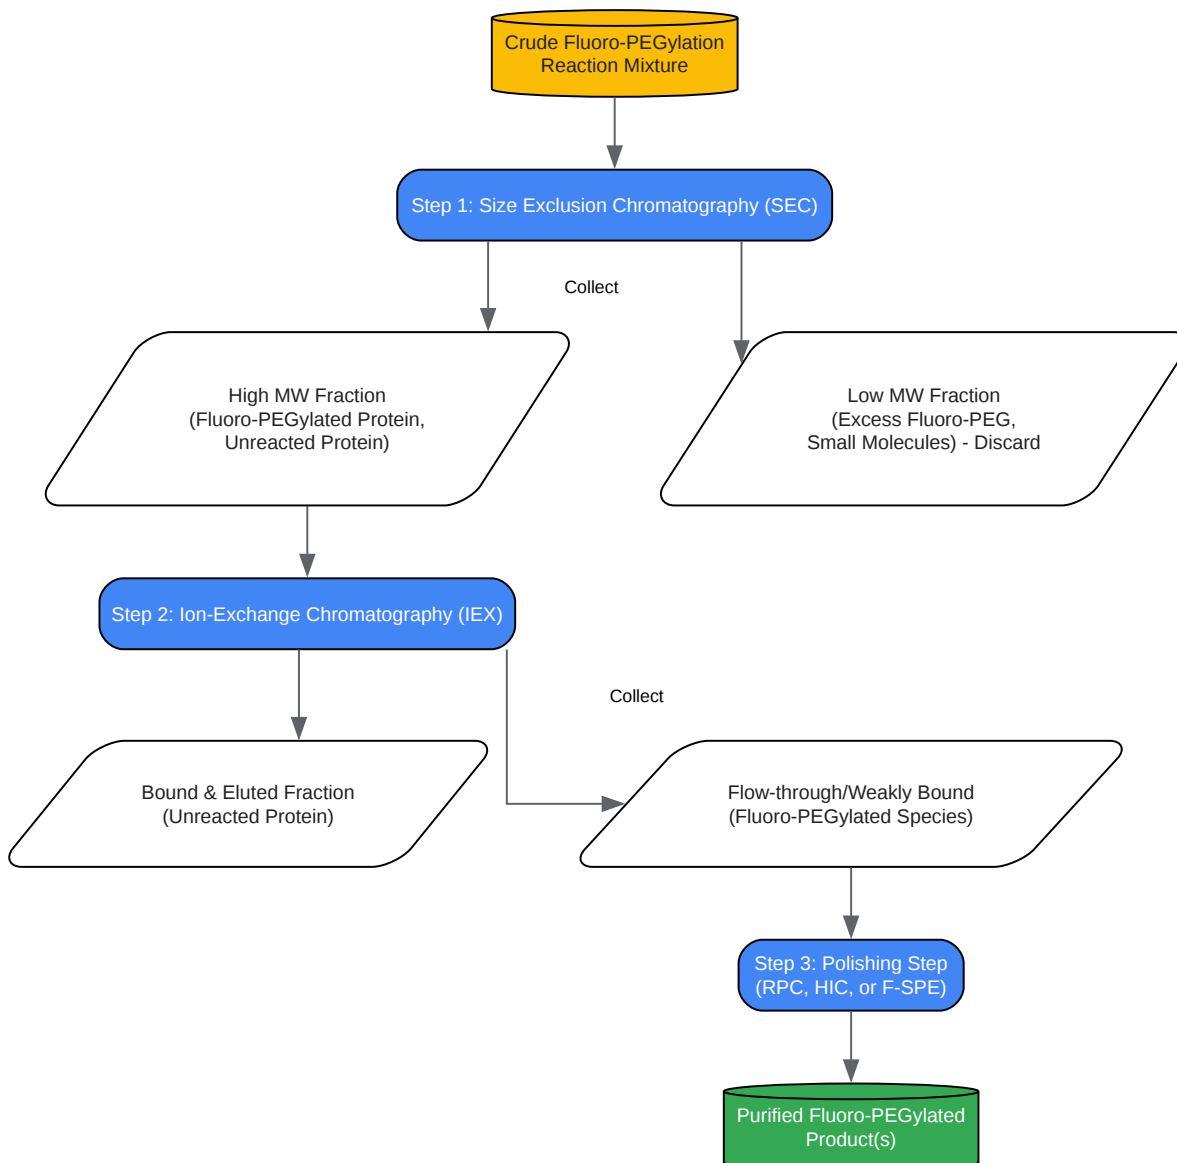 Crude Fluoro-PEGylation
Reaction Mixture
Step 1: Size Exclusion Chromatography (SEC)
Collect
High MW Fraction
(Fluoro-PEGylated Protein,
Unreacted Protein)
Low MW Fraction
(Excess Fluoro-PEG,
Small Molecules) - Discard
Step 2: Ion-Exchange Chromatography (IEX)
Collect
Bound & Eluted Fraction
(Unreacted Protein)
Flow-through/Weakly Bound
(Fluoro-PEGylated Species)
Step 3: Polishing Step
(RPC, HIC, or F-SPE)
Purified Fluoro-PEGylated
Product(s)